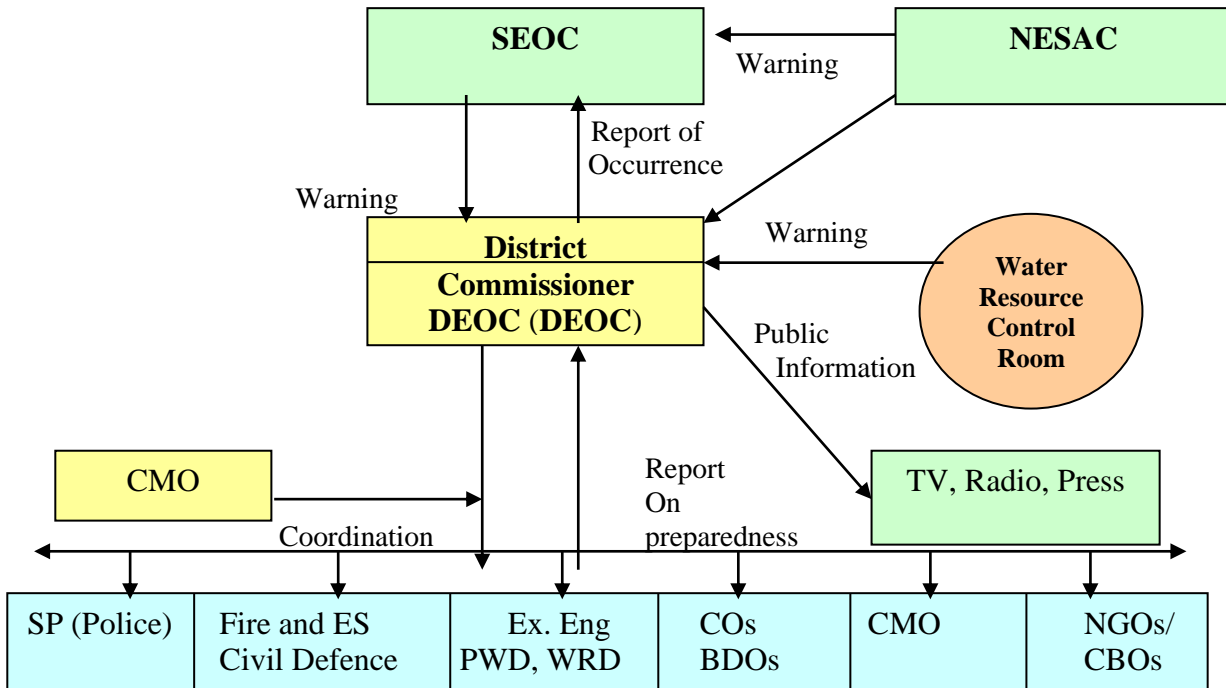 SEOC
NESAC
Warning
Report of
Occurrence
Warning
District
Commissioner
DEOC (DEOC)
Warning
Water
Resource
Control
Room
Public
Information
CMO
Report
On
preparedness
TV, Radio, Press
Coordination
SP (Police)
Fire and ES
Civil Defence
Ex. Eng
PWD, WRD
COs
BDOs
CMO
NGOs/
CBOs